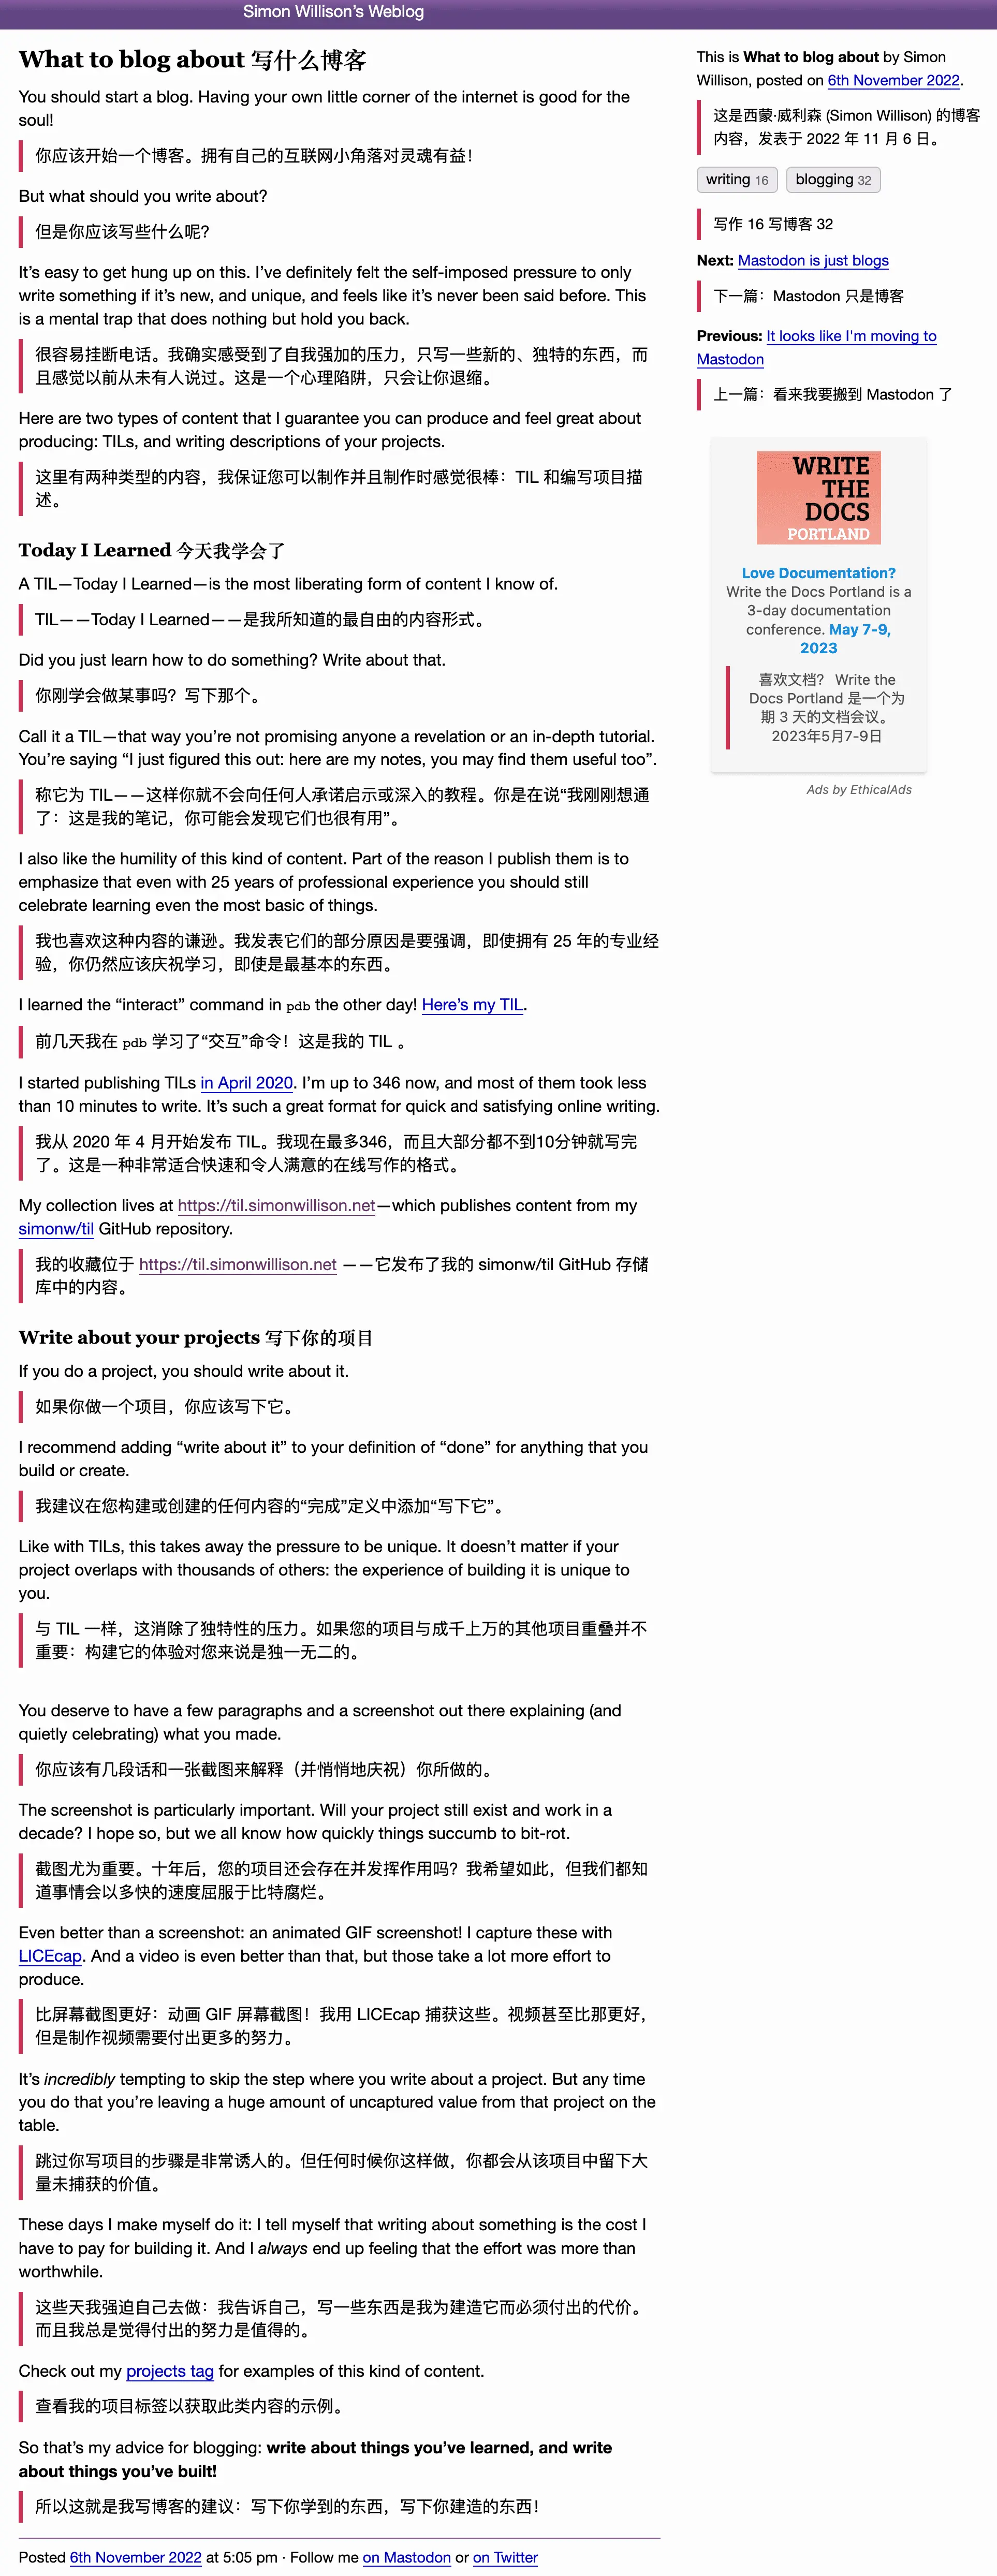 Simon Willison’s Weblog
What to blog about 写什么博客
You should start a blog. Having your own little corner of the internet is good for the
soul!
你应该开始一个博客。拥有自己的互联网小角落对灵魂有益！
But what should you write about?
但是你应该写些什么呢?
It’s easy to get hung up on this. I’ve definitely felt the self-imposed pressure to only
write something if it’s new, and unique, and feels like it’s never been said before. This
is a mental trap that does nothing but hold you back.
很容易挂断电话。我确实感受到了自我强加的压力，只写一些新的、独特的东西，而
且感觉以前从未有人说过。这是一个心理陷阱，只会让你退缩。
Here are two types of content that I guarantee you can produce and feel great about
producing: TILs, and writing descriptions of your projects.
这里有两种类型的内容，我保证您可以制作并且制作时感觉很棒：TIL 和编写项目描
述。
Today I Learned 今天我学会了
A TIL—Today I Learned—is the most liberating form of content I know of.
TIL——Today I Learned——是我所知道的最自由的内容形式。
Did you just learn how to do something? Write about that.
你刚学会做某事吗？写下那个。
Call it a TIL—that way you’re not promising anyone a revelation or an in-depth tutorial.
You’re saying “I just figured this out: here are my notes, you may find them useful too”.
称它为 TIL——这样你就不会向任何人承诺启示或深入的教程。你是在说“我刚刚想通
了：这是我的笔记，你可能会发现它们也很有用”。
I also like the humility of this kind of content. Part of the reason I publish them is to
emphasize that even with 25 years of professional experience you should still
celebrate learning even the most basic of things.
我也喜欢这种内容的谦逊。我发表它们的部分原因是要强调，即使拥有 25 年的专业经
验，你仍然应该庆祝学习，即使是最基本的东西。
I learned the “interact” command in pdb the other day! Here’s my TIL.
前几天我在 pdb 学习了“交互”命令！这是我的 TIL 。
I started publishing TILs in April 2020. I’m up to 346 now, and most of them took less
than 10 minutes to write. It’s such a great format for quick and satisfying online writing.
我从 2020 年 4 月开始发布 TIL。我现在最多346，而且大部分都不到10分钟就写完
了。这是一种非常适合快速和令人满意的在线写作的格式。
My collection lives at https://til.simonwillison.net—which publishes content from my
simonw/til GitHub repository.
我的收藏位于 https://til.simonwillison.net ——它发布了我的 simonw/til GitHub 存储
库中的内容。
Write about your projects 写下你的项目
If you do a project, you should write about it.
如果你做一个项目，你应该写下它。
I recommend adding “write about it” to your definition of “done” for anything that you
build or create.
我建议在您构建或创建的任何内容的“完成”定义中添加“写下它”。
Like with TILs, this takes away the pressure to be unique. It doesn’t matter if your
project overlaps with thousands of others: the experience of building it is unique to
you.
与 TIL 一样，这消除了独特性的压力。如果您的项目与成千上万的其他项目重叠并不
重要：构建它的体验对您来说是独一无二的。
You deserve to have a few paragraphs and a screenshot out there explaining (and
quietly celebrating) what you made.
你应该有几段话和一张截图来解释（并悄悄地庆祝）你所做的。
The screenshot is particularly important. Will your project still exist and work in a
decade? I hope so, but we all know how quickly things succumb to bit-rot.
截图尤为重要。十年后，您的项目还会存在并发挥作用吗？我希望如此，但我们都知
道事情会以多快的速度屈服于比特腐烂。
Even better than a screenshot: an animated GIF screenshot! I capture these with
LICEcap. And a video is even better than that, but those take a lot more effort to
produce.
比屏幕截图更好：动画 GIF 屏幕截图！我用 LICEcap 捕获这些。视频甚至比那更好，
但是制作视频需要付出更多的努力。
It’s incredibly tempting to skip the step where you write about a project. But any time
you do that you’re leaving a huge amount of uncaptured value from that project on the
table.
跳过你写项目的步骤是非常诱人的。但任何时候你这样做，你都会从该项目中留下大
量未捕获的价值。
These days I make myself do it: I tell myself that writing about something is the cost I
have to pay for building it. And I always end up feeling that the effort was more than
worthwhile.
这些天我强迫自己去做：我告诉自己，写一些东西是我为建造它而必须付出的代价。
而且我总是觉得付出的努力是值得的。
Check out my projects tag for examples of this kind of content.
查看我的项目标签以获取此类内容的示例。
So that’s my advice for blogging: write about things you’ve learned, and write
about things you’ve built!
所以这就是我写博客的建议：写下你学到的东西，写下你建造的东西！
Posted 6th November 2022 at 5:05 pm · Follow me on Mastodon or on Twitter
This is What to blog about by Simon
Willison, posted on 6th November 2022.
这是西蒙·威利森 (Simon Willison) 的博客
内容，发表于 2022 年 11 月 6 日。
writing 16 blogging 32
写作 16 写博客 32
Next: Mastodon is just blogs
下一篇：Mastodon 只是博客
Previous: It looks like I'm moving to
Mastodon
上一篇：看来我要搬到 Mastodon 了
WRITE
THE
DOCS
PORTLAND
Love Documentation?
Write the Docs Portland is a
3-day documentation
conference. May 7-9,
2023
喜欢文档？ Write the
Docs Portland 是一个为
期 3 天的文档会议。
2023年5月7-9日
Ads by EthicalAds